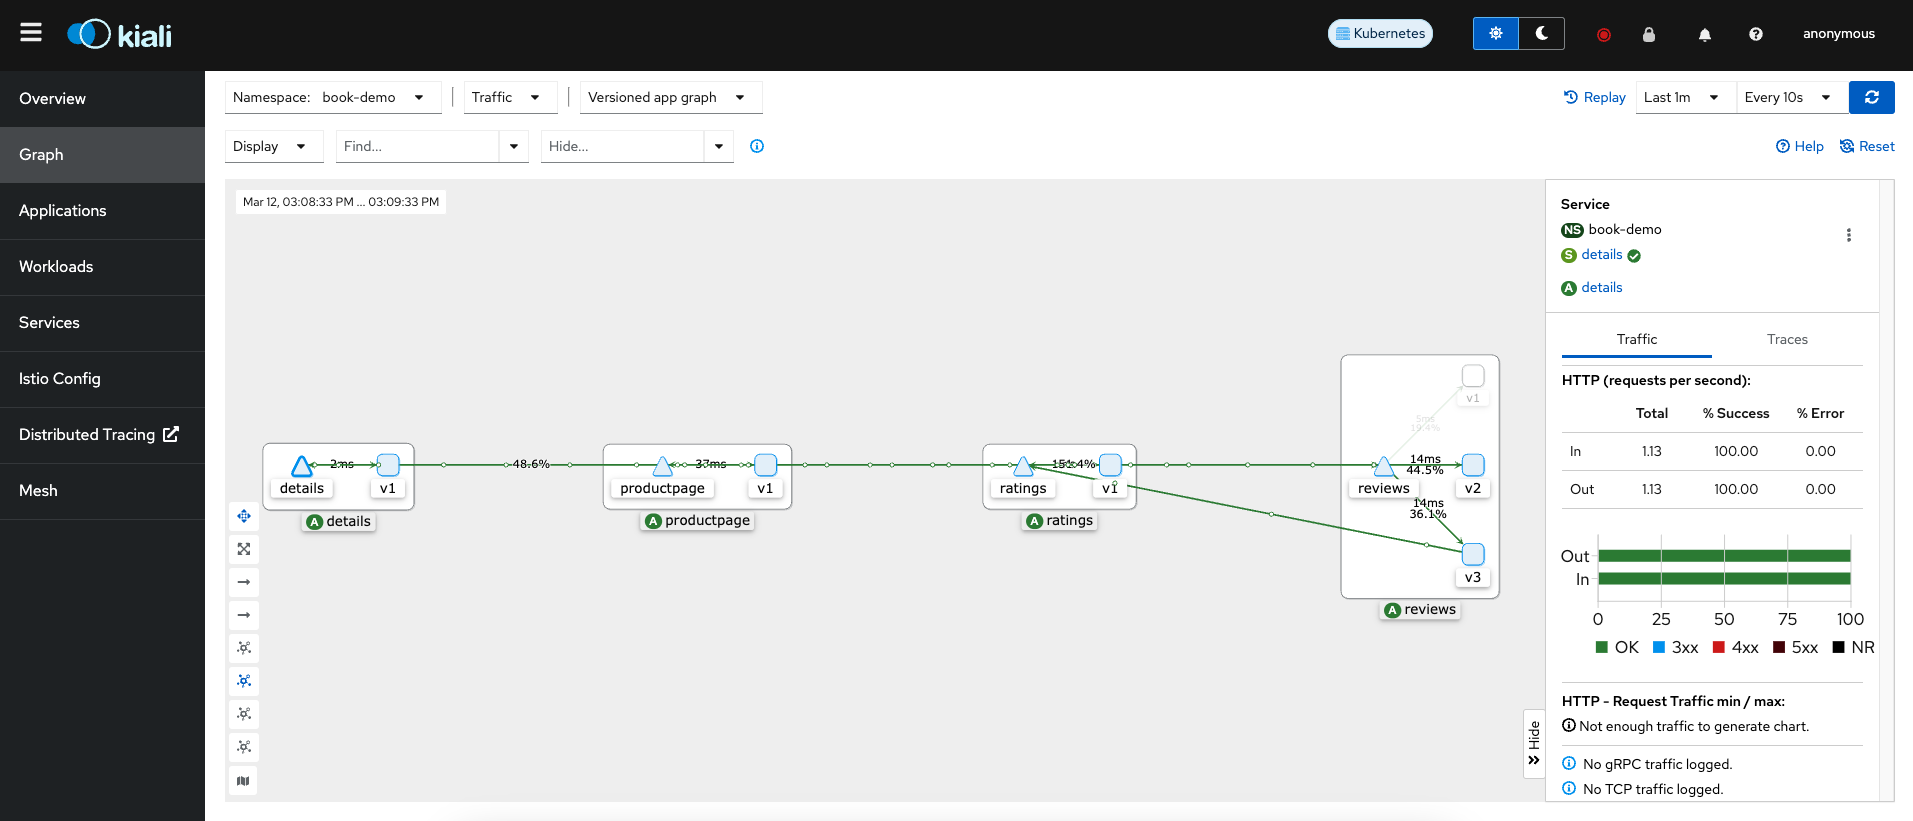 kiali
Kubernetes
anonymous
Overview
Graph
Applications
Workloads
Services
Istio Config
Distributed Tracing
Mesh
Namespace: book-demo
Traffic
Versioned app graph
Replay
Last 1m
Every 10s
Display
Find...
Hide...
Help
Reset
Mar 12, 03:08:33 PM ... 03:09:33 PM
2ms
details
v1
A details
48.6%
37ms
productpage
v1
A productpage
ratings
v1
A ratings
v1
5ms
19.4%
14ms
44.5%
reviews
v2
14ms
36.1%
v3
A reviews
Hide
Service
NS book-demo
S details
A details
Traffic
Traces
HTTP (requests per second):
Total % Success % Error
In 1.13 100.00 0.00
Out 1.13 100.00 0.00
Out
In
0 25 50 75 100
OK 3xx 4xx 5xx NR
HTTP - Request Traffic min / max:
Not enough traffic to generate chart.
No gRPC traffic logged.
No TCP traffic logged.